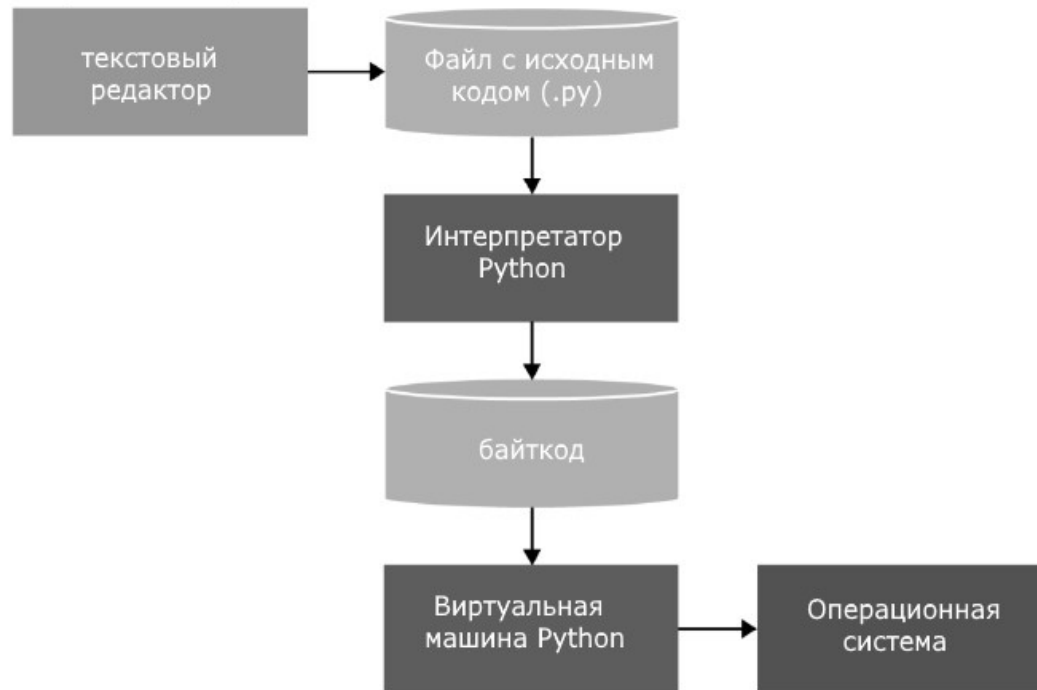 текстовый
редактор
Файл с исходным
кодом (.py)
Интерпретатор
Python
байткод
Виртуальная
машина Python
Операционная
система